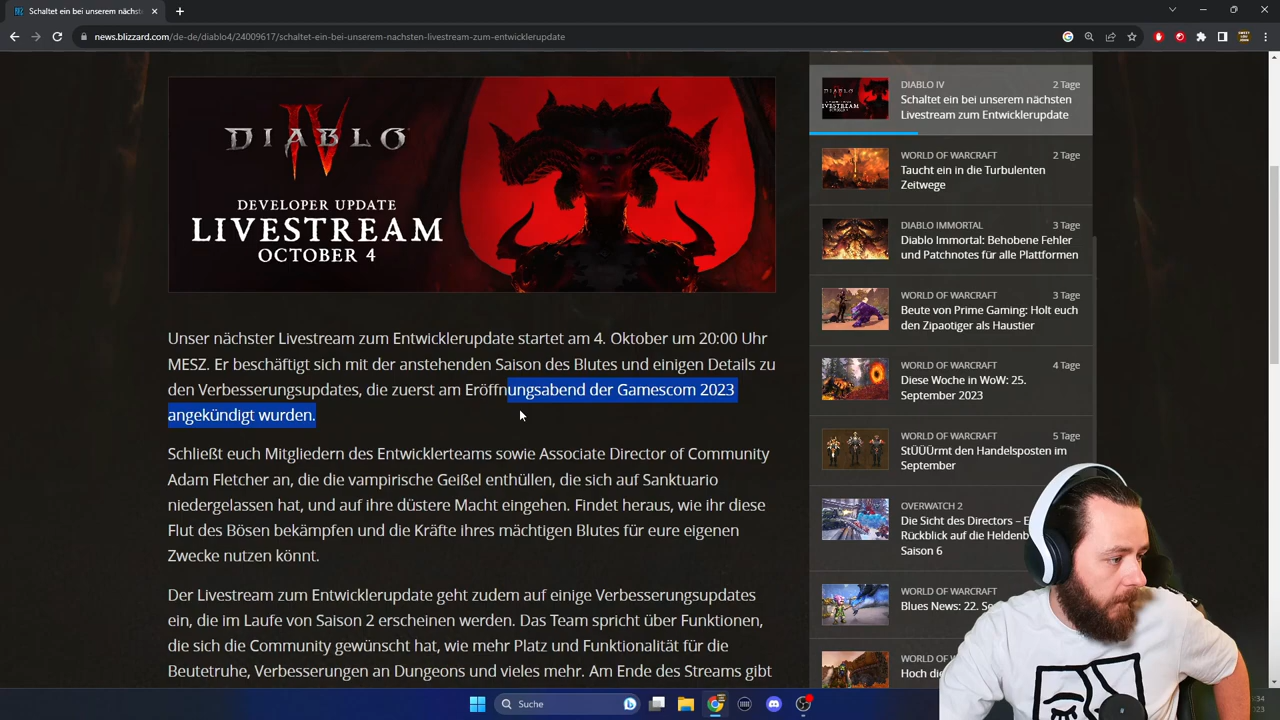 Schaltet ein bei unserem nächst
news.blizzard.com/de-de/diablo4/24009617/schaltet-ein-bei-unserem-nachsten-livestream-zum-entwicklerupdate
DIABLO
IV
DEVELOPER UPDATE
LIVESTREAM
OCTOBER 4
Unser nächster Livestream zum Entwicklerupdate startet am 4. Oktober um 20:00 Uhr
MESZ. Er beschäftigt sich mit der anstehenden Saison des Blutes und einigen Details zu
den Verbesserungsupdates, die zuerst am Eröffnungsabend der Gamescom 2023
angekündigt wurden.
Schließt euch Mitgliedern des Entwicklerteams sowie Associate Director of Community
Adam Fletcher an, die die vampirische Geißel enthüllen, die sich auf Sanktuario
niedergelassen hat, und auf ihre düstere Macht eingehen. Findet heraus, wie ihr diese
Flut des Bösen bekämpfen und die Kräfte ihres mächtigen Blutes für eure eigenen
Zwecke nutzen könnt.
Der Livestream zum Entwicklerupdate geht zudem auf einige Verbesserungsupdates
ein, die im Laufe von Saison 2 erscheinen werden. Das Team spricht über Funktionen,
die sich die Community gewünscht hat, wie mehr Platz und Funktionalität für die
Beutetruhe, Verbesserungen an Dungeons und vieles mehr. Am Ende des Streams gibt
DIABLO IV 2 Tage
Schaltet ein bei unserem nächsten
Livestream zum Entwicklerupdate
WORLD OF WARCRAFT 2 Tage
Taucht ein in die Turbulenten
Zeitwege
DIABLO IMMORTAL 3 Tage
Diablo Immortal: Behobene Fehler
und Patchnotes für alle Plattformen
WORLD OF WARCRAFT 3 Tage
Beute von Prime Gaming: Holt euch
den Zipaotiger als Haustier
WORLD OF WARCRAFT 4 Tage
Diese Woche in WoW: 25.
September 2023
WORLD OF WARCRAFT 5 Tage
StÜÜÜrmt den Handelsposten im
September
OVERWATCH 2
Die Sicht des Directors – E
Rückblick auf die Heldenb
Saison 6
WORLD OF WARCRAFT
Blues News: 22. Se
WORLD OF W
Hoch di
Suche